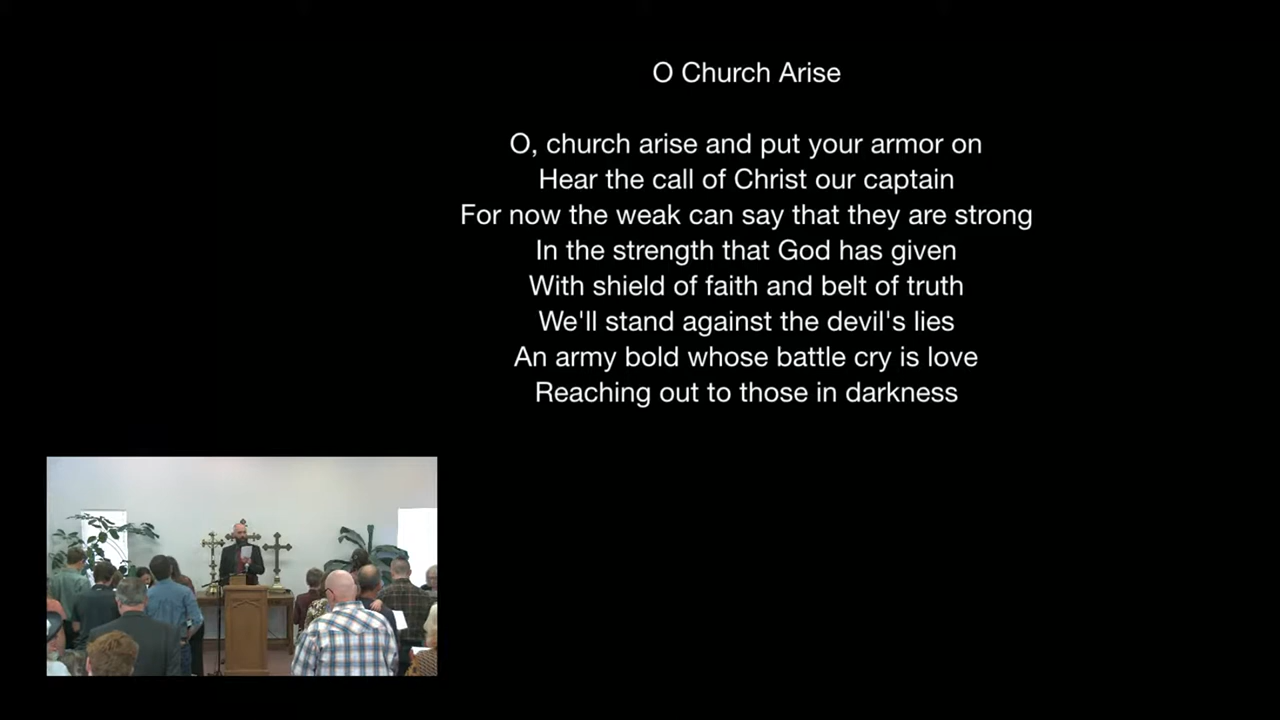 O Church Arise
O, church arise and put your armor on
Hear the call of Christ our captain
For now the weak can say that they are strong
In the strength that God has given
With shield of faith and belt of truth
We'll stand against the devil's lies
An army bold whose battle cry is love
Reaching out to those in darkness